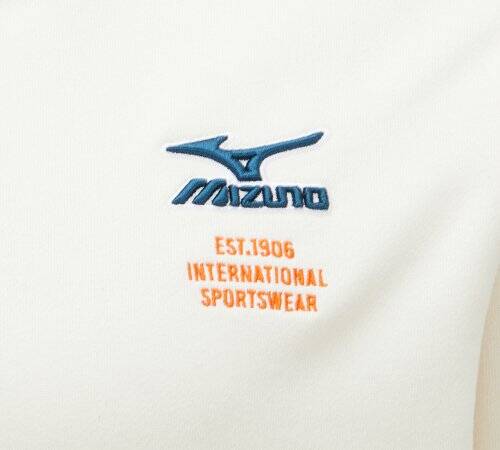 MIZUNO
EST.1906
INTERNATIONAL
SPORTSWEAR